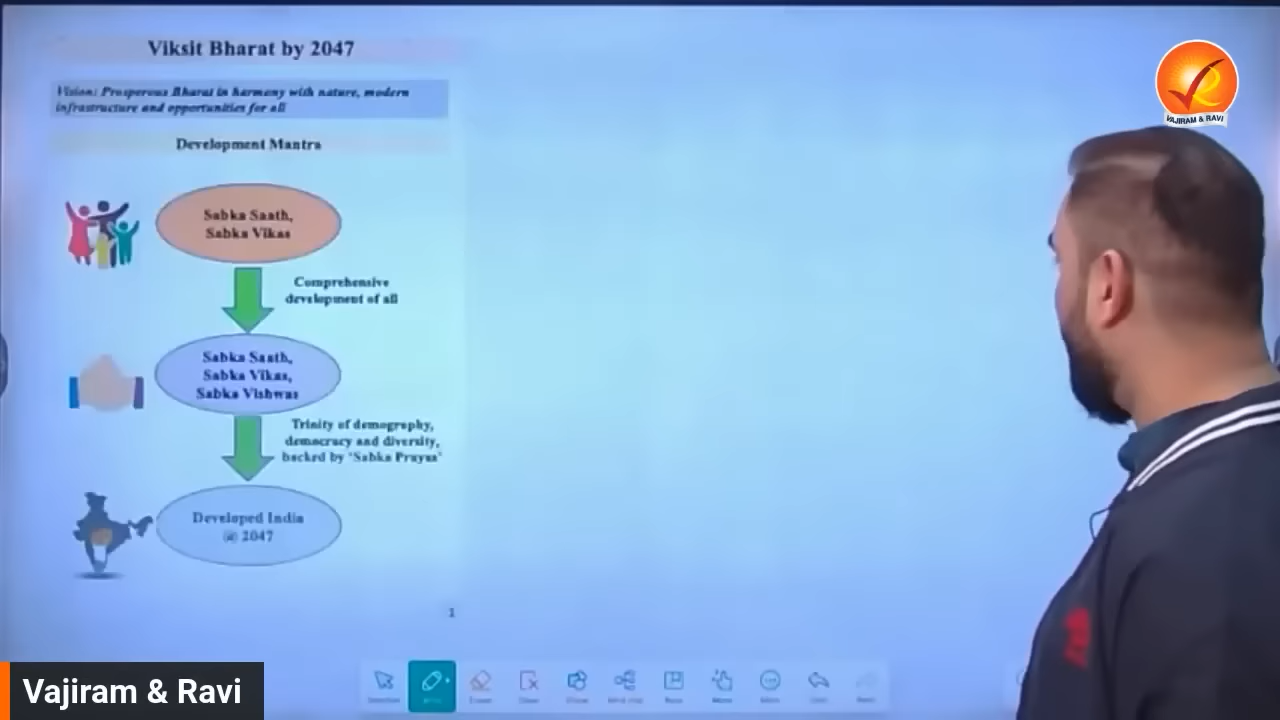 Viksit Bharat by 2047
Vision: Prosperous Bharat in harmony with nature, modern
infrastructure and opportunities for all
Development Mantra
Sabka Saath,
Sabka Vikas
Comprehensive
development of all
Sabka Saath,
Sabka Vikas,
Sabka Vishwas
Trinity of demography,
democracy and diversity,
backed by ‘Sabka Prayas’
Developed India
@ 2047
1
VAJIRAM & RAVI
Vajiram & Ravi